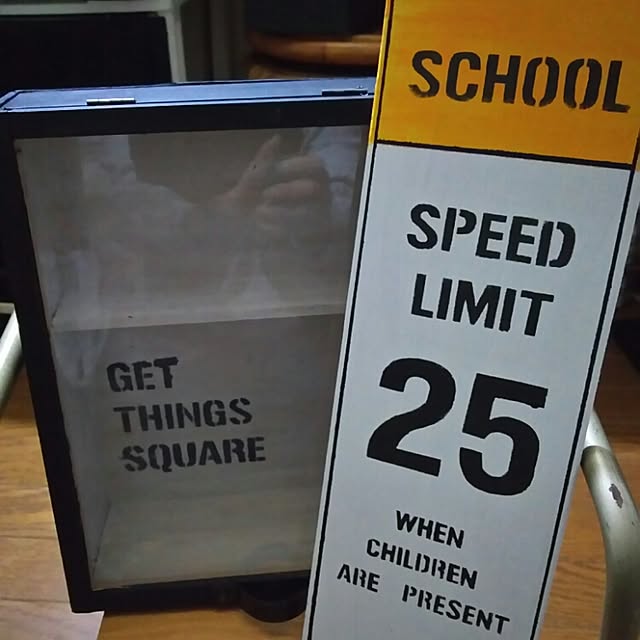 GET
THINGS
SQUARE
SCHOOL
SPEED
LIMIT
25
WHEN
CHILDREN
ARE PRESENT